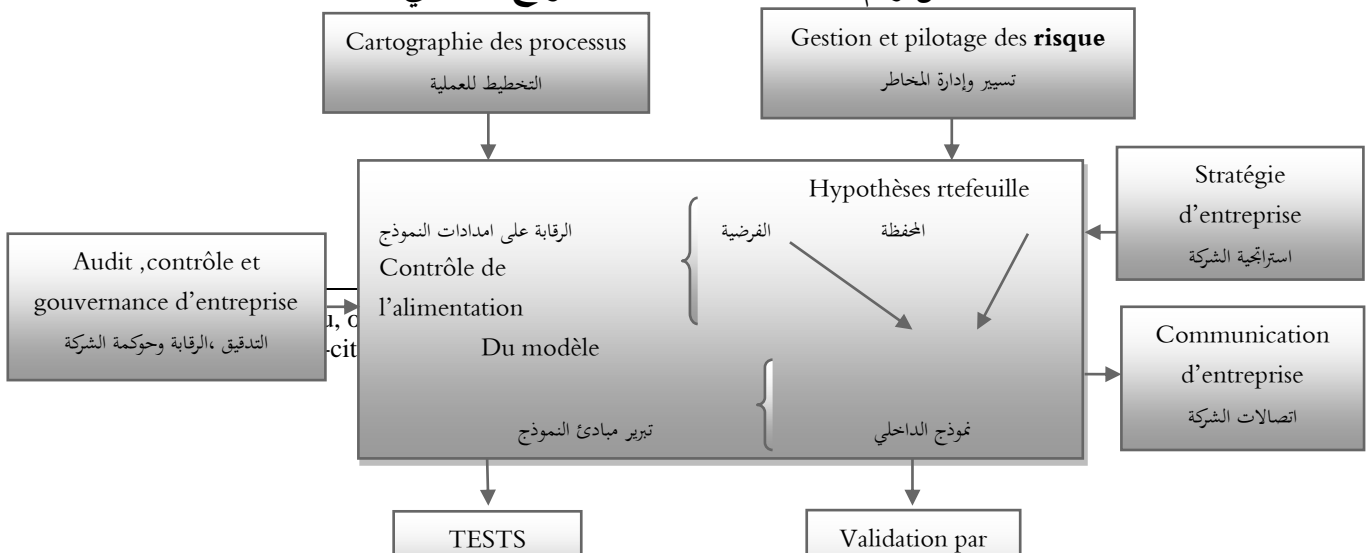 Cartographie des processus
التخطيط للعملية
Gestion et pilotage des risque
تسيير وإدارة المخاطر
Stratégie
d'entreprise
استراتجية الشركة
Hypothèses rtefeuille
الرقابة على امدادات النموذج
الفرضية
المحفظة
Contrôle de
l'alimentation
Du modèle
تبرير مبادئ النموذج
نموذج الداخلي
Audit ,contrôle et
gouvernance d'entreprise
التدقيق ،الرقابة وحوكمة الشركة
Communication
d'entreprise
اتصالات الشركة
TESTS
Validation par